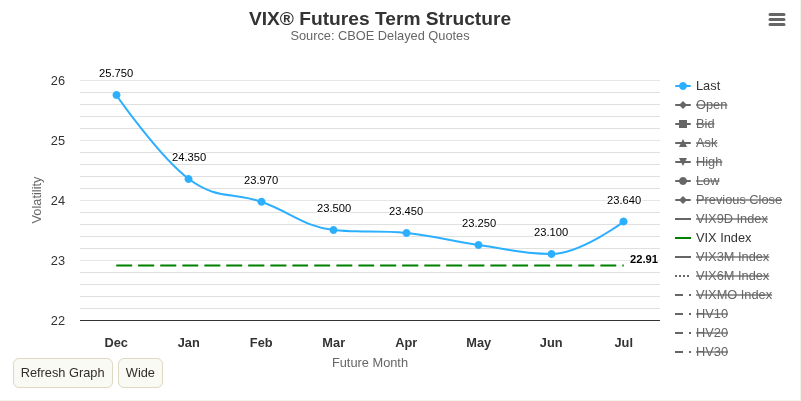 VIX® Futures Term Structure
Source: CBOE Delayed Quotes
Volatility
26
25
24
23
22
25.750
24.350
23.970
23.500
23.450
23.250
23.100
23.640
22.91
Dec
Jan
Feb
Mar
Apr
May
Jun
Jul
Future Month
Last
Open
Bid
Ask
High
Low
Previous Close
VIX9D Index
VIX Index
VIX3M Index
VIX6M Index
VIXMO Index
HV10
HV20
HV30
Refresh Graph
Wide